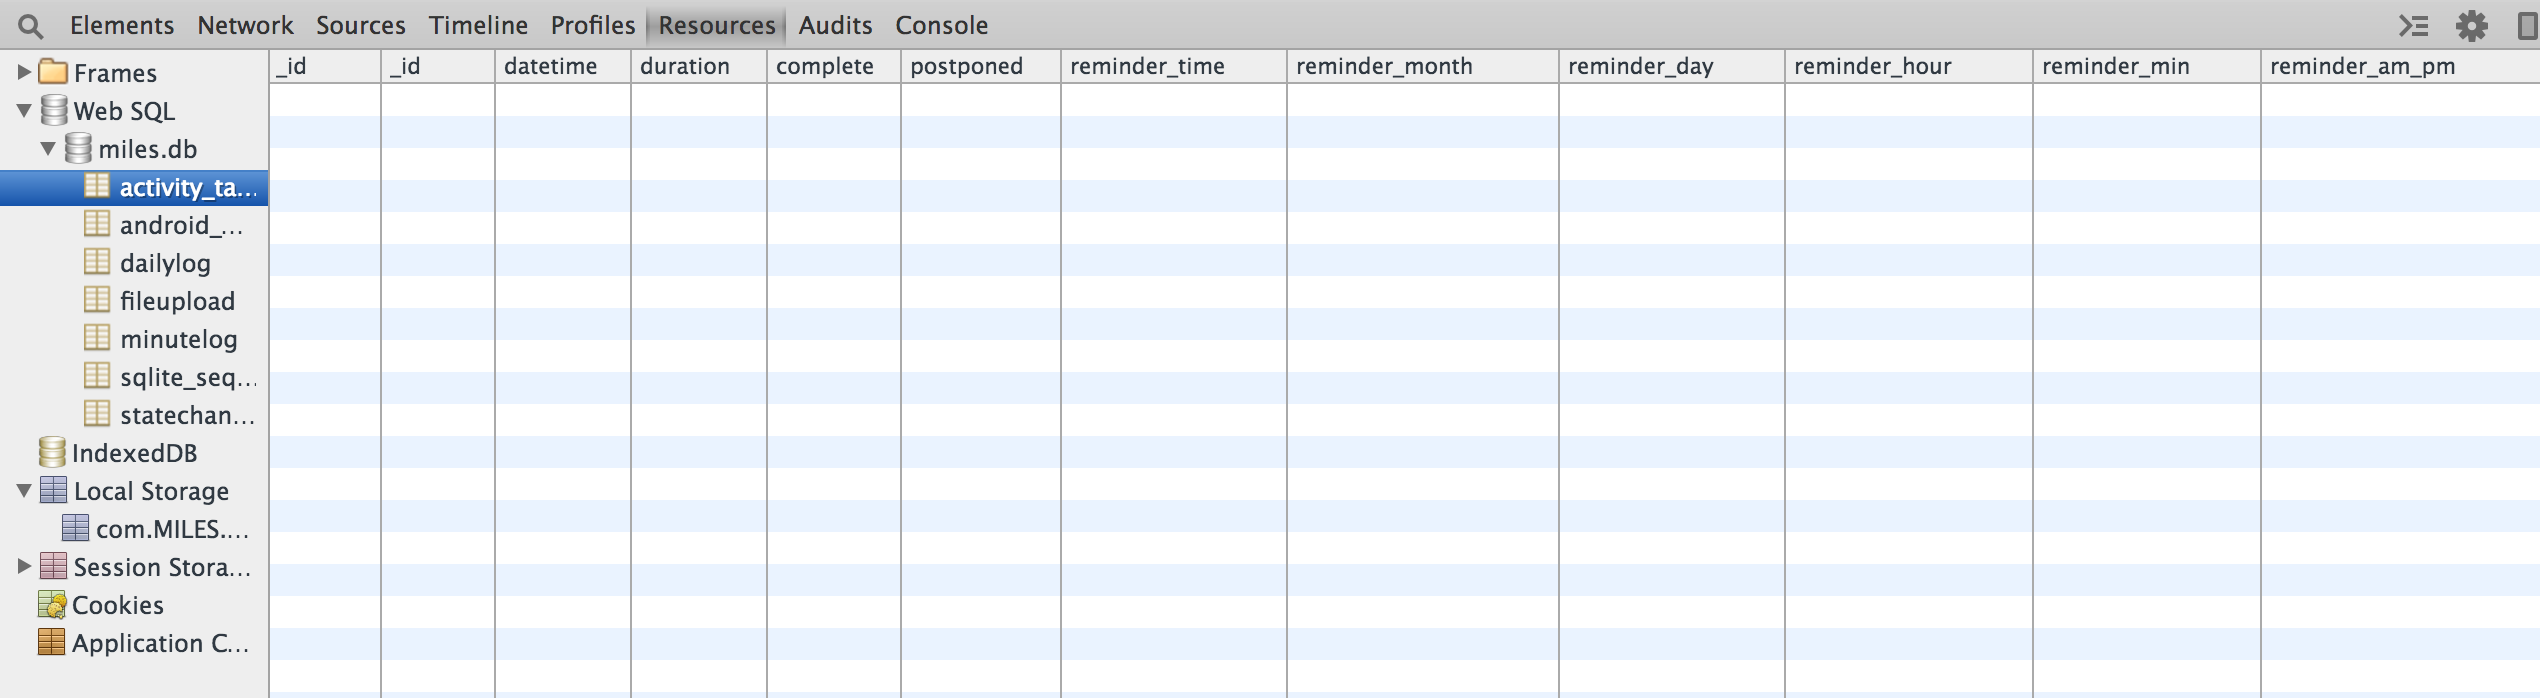 Elements Network Sources Timeline Profiles Resources Audits Console
_id _id datetime duration complete postponed reminder_time reminder_month reminder_day reminder_hour reminder_min reminder_am_pm
Frames
Web SQL
miles.db
activity_ta...
android_...
dailylog
fileupload
minutelog
sqlite_seq...
statechan...
IndexedDB
Local Storage
com.MILES....
Session Stora...
Cookies
Application C...